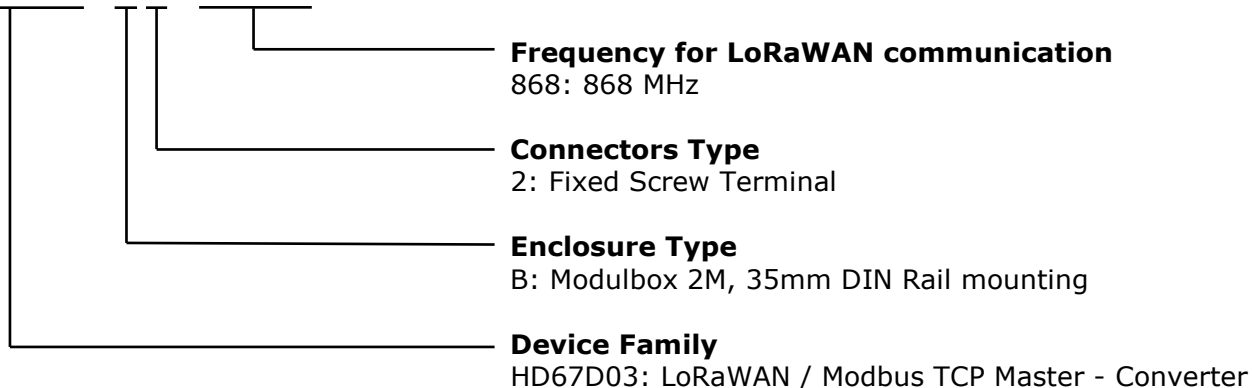 Frequency for LoRaWAN communication
868: 868 MHz
Connectors Type
2: Fixed Screw Terminal
Enclosure Type
B: Modulbox 2M, 35mm DIN Rail mounting
Device Family
HD67D03: LoRaWAN / Modbus TCP Master - Converter